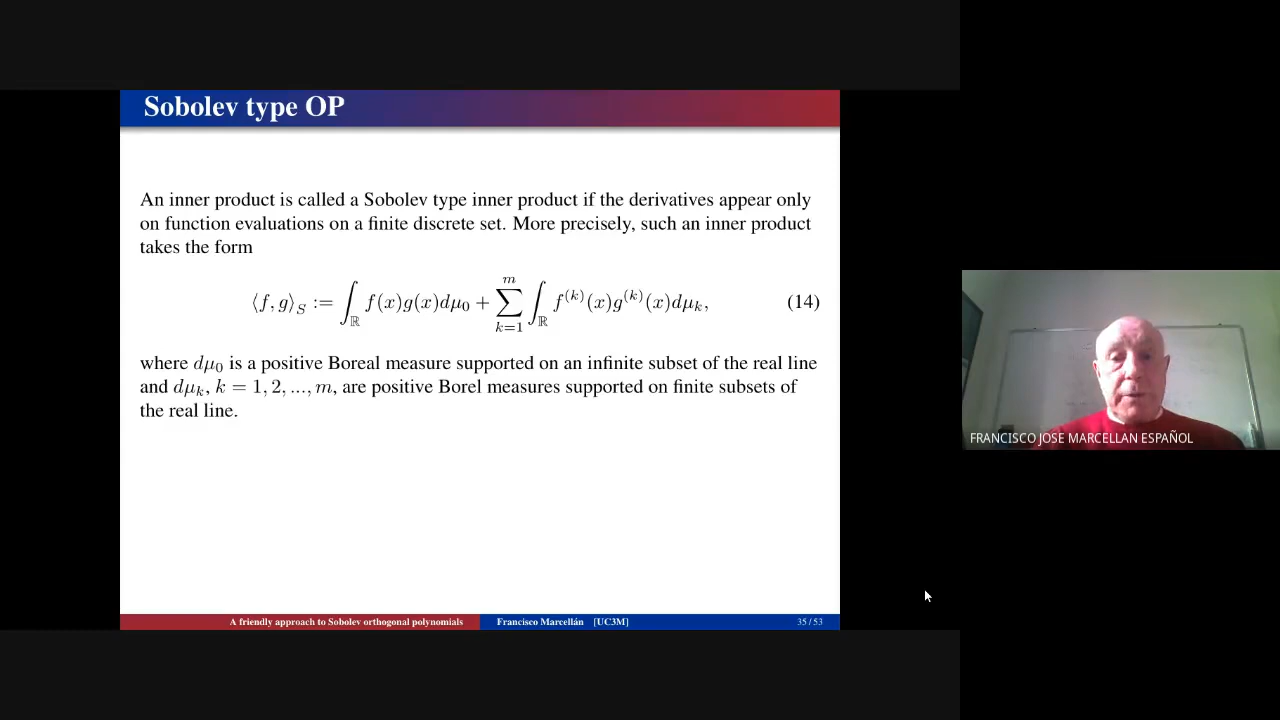 Sobolev type OP
An inner product is called a Sobolev type inner product if the derivatives appear only
on function evaluations on a finite discrete set. More precisely, such an inner product
takes the form
⟨f, g⟩_S := ∫_ℝ f(x)g(x)dμ_0 + ∑_{k=1}^{m} ∫_ℝ f^{(k)}(x)g^{(k)}(x)dμ_k, (14)
where dμ_0 is a positive Boreal measure supported on an infinite subset of the real line
and dμ_k, k = 1, 2, ..., m, are positive Borel measures supported on finite subsets of
the real line.
FRANCISCO JOSE MARCELLAN ESPAÑOL
A friendly approach to Sobolev orthogonal polynomials Francisco Marcellán [UC3M] 35 / 53